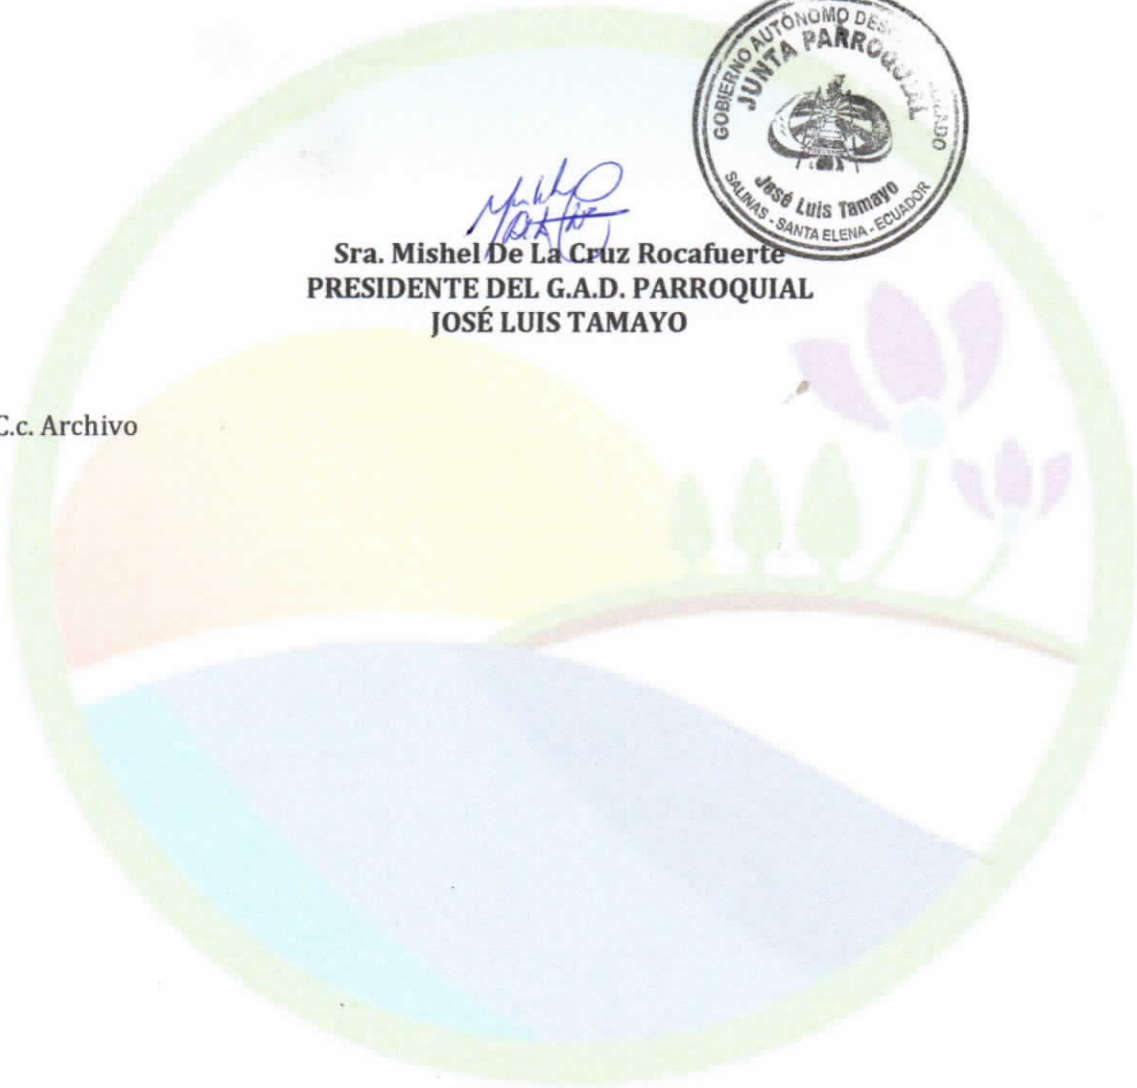 GOBIERNO AUTÓNOMO
JUNTA PARROQUIAL
José Luis Tamayo
SALINAS - SANTA ELENA - ECUADOR
Sra. Mishel De La Cruz Rocafuerte
PRESIDENTE DEL G.A.D. PARROQUIAL
JOSÉ LUIS TAMAYO
C.c. Archivo